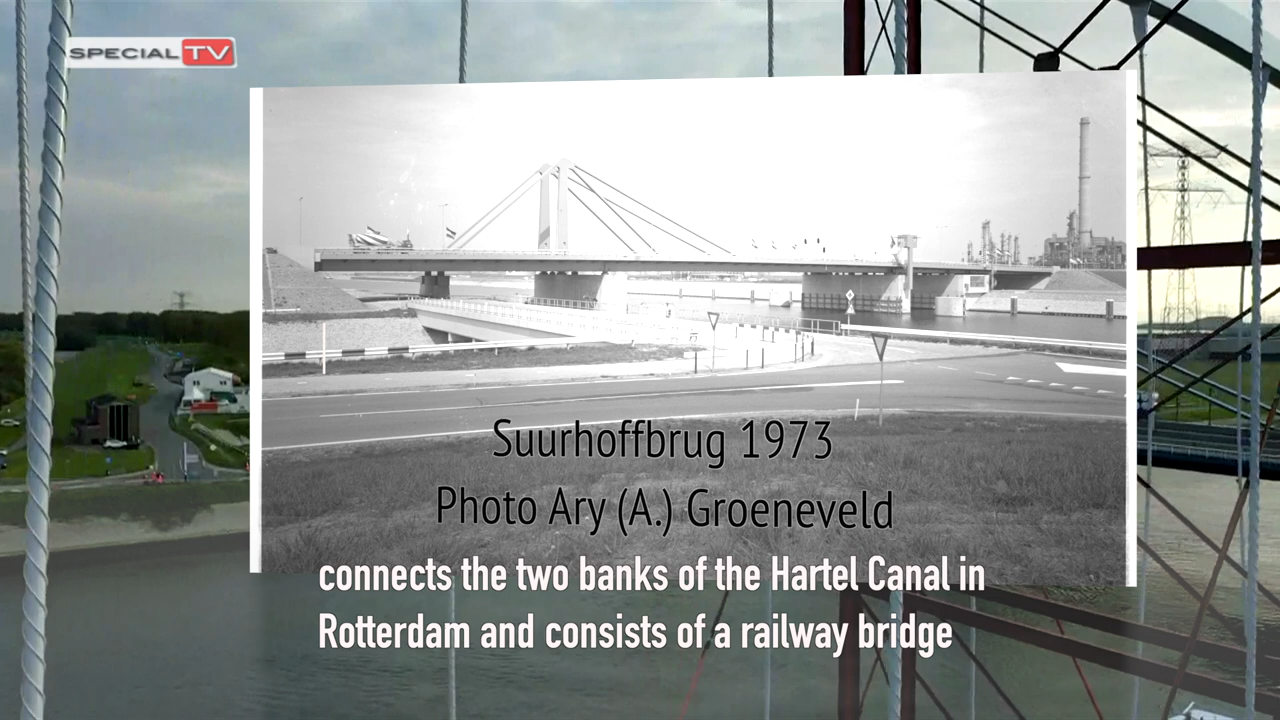 SPECIAL TV
Suurhoffbrug 1973
Photo Ary (A.) Groeneveld
connects the two banks of the Hartel Canal in
Rotterdam and consists of a railway bridge